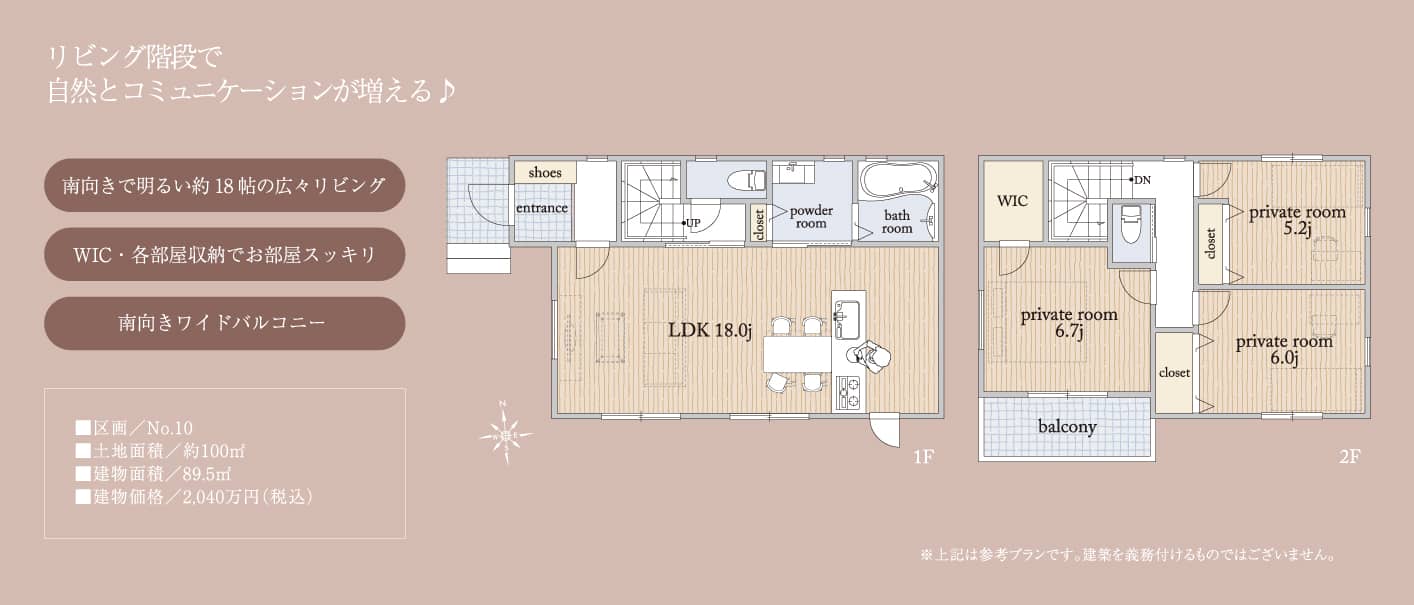 リビング階段で
自然とコミュニケーションが増える♪
南向きで明るい約18帖の広々リビング
WIC・各部屋収納でお部屋スッキリ
南向きワイドバルコニー
■区画／No.10
■土地面積／約100㎡
■建物面積／89.5㎡
■建物価格／2,040万円（税込）
shoes
entrance
UP
closet
powder
room
bath
room
LDK 18.0j
N
W
E
S
1F
WIC
DN
closet
private room
5.2j
private room
6.7j
private room
6.0j
closet
balcony
2F
※上記は参考プランです。建築を義務付けるものではございません。